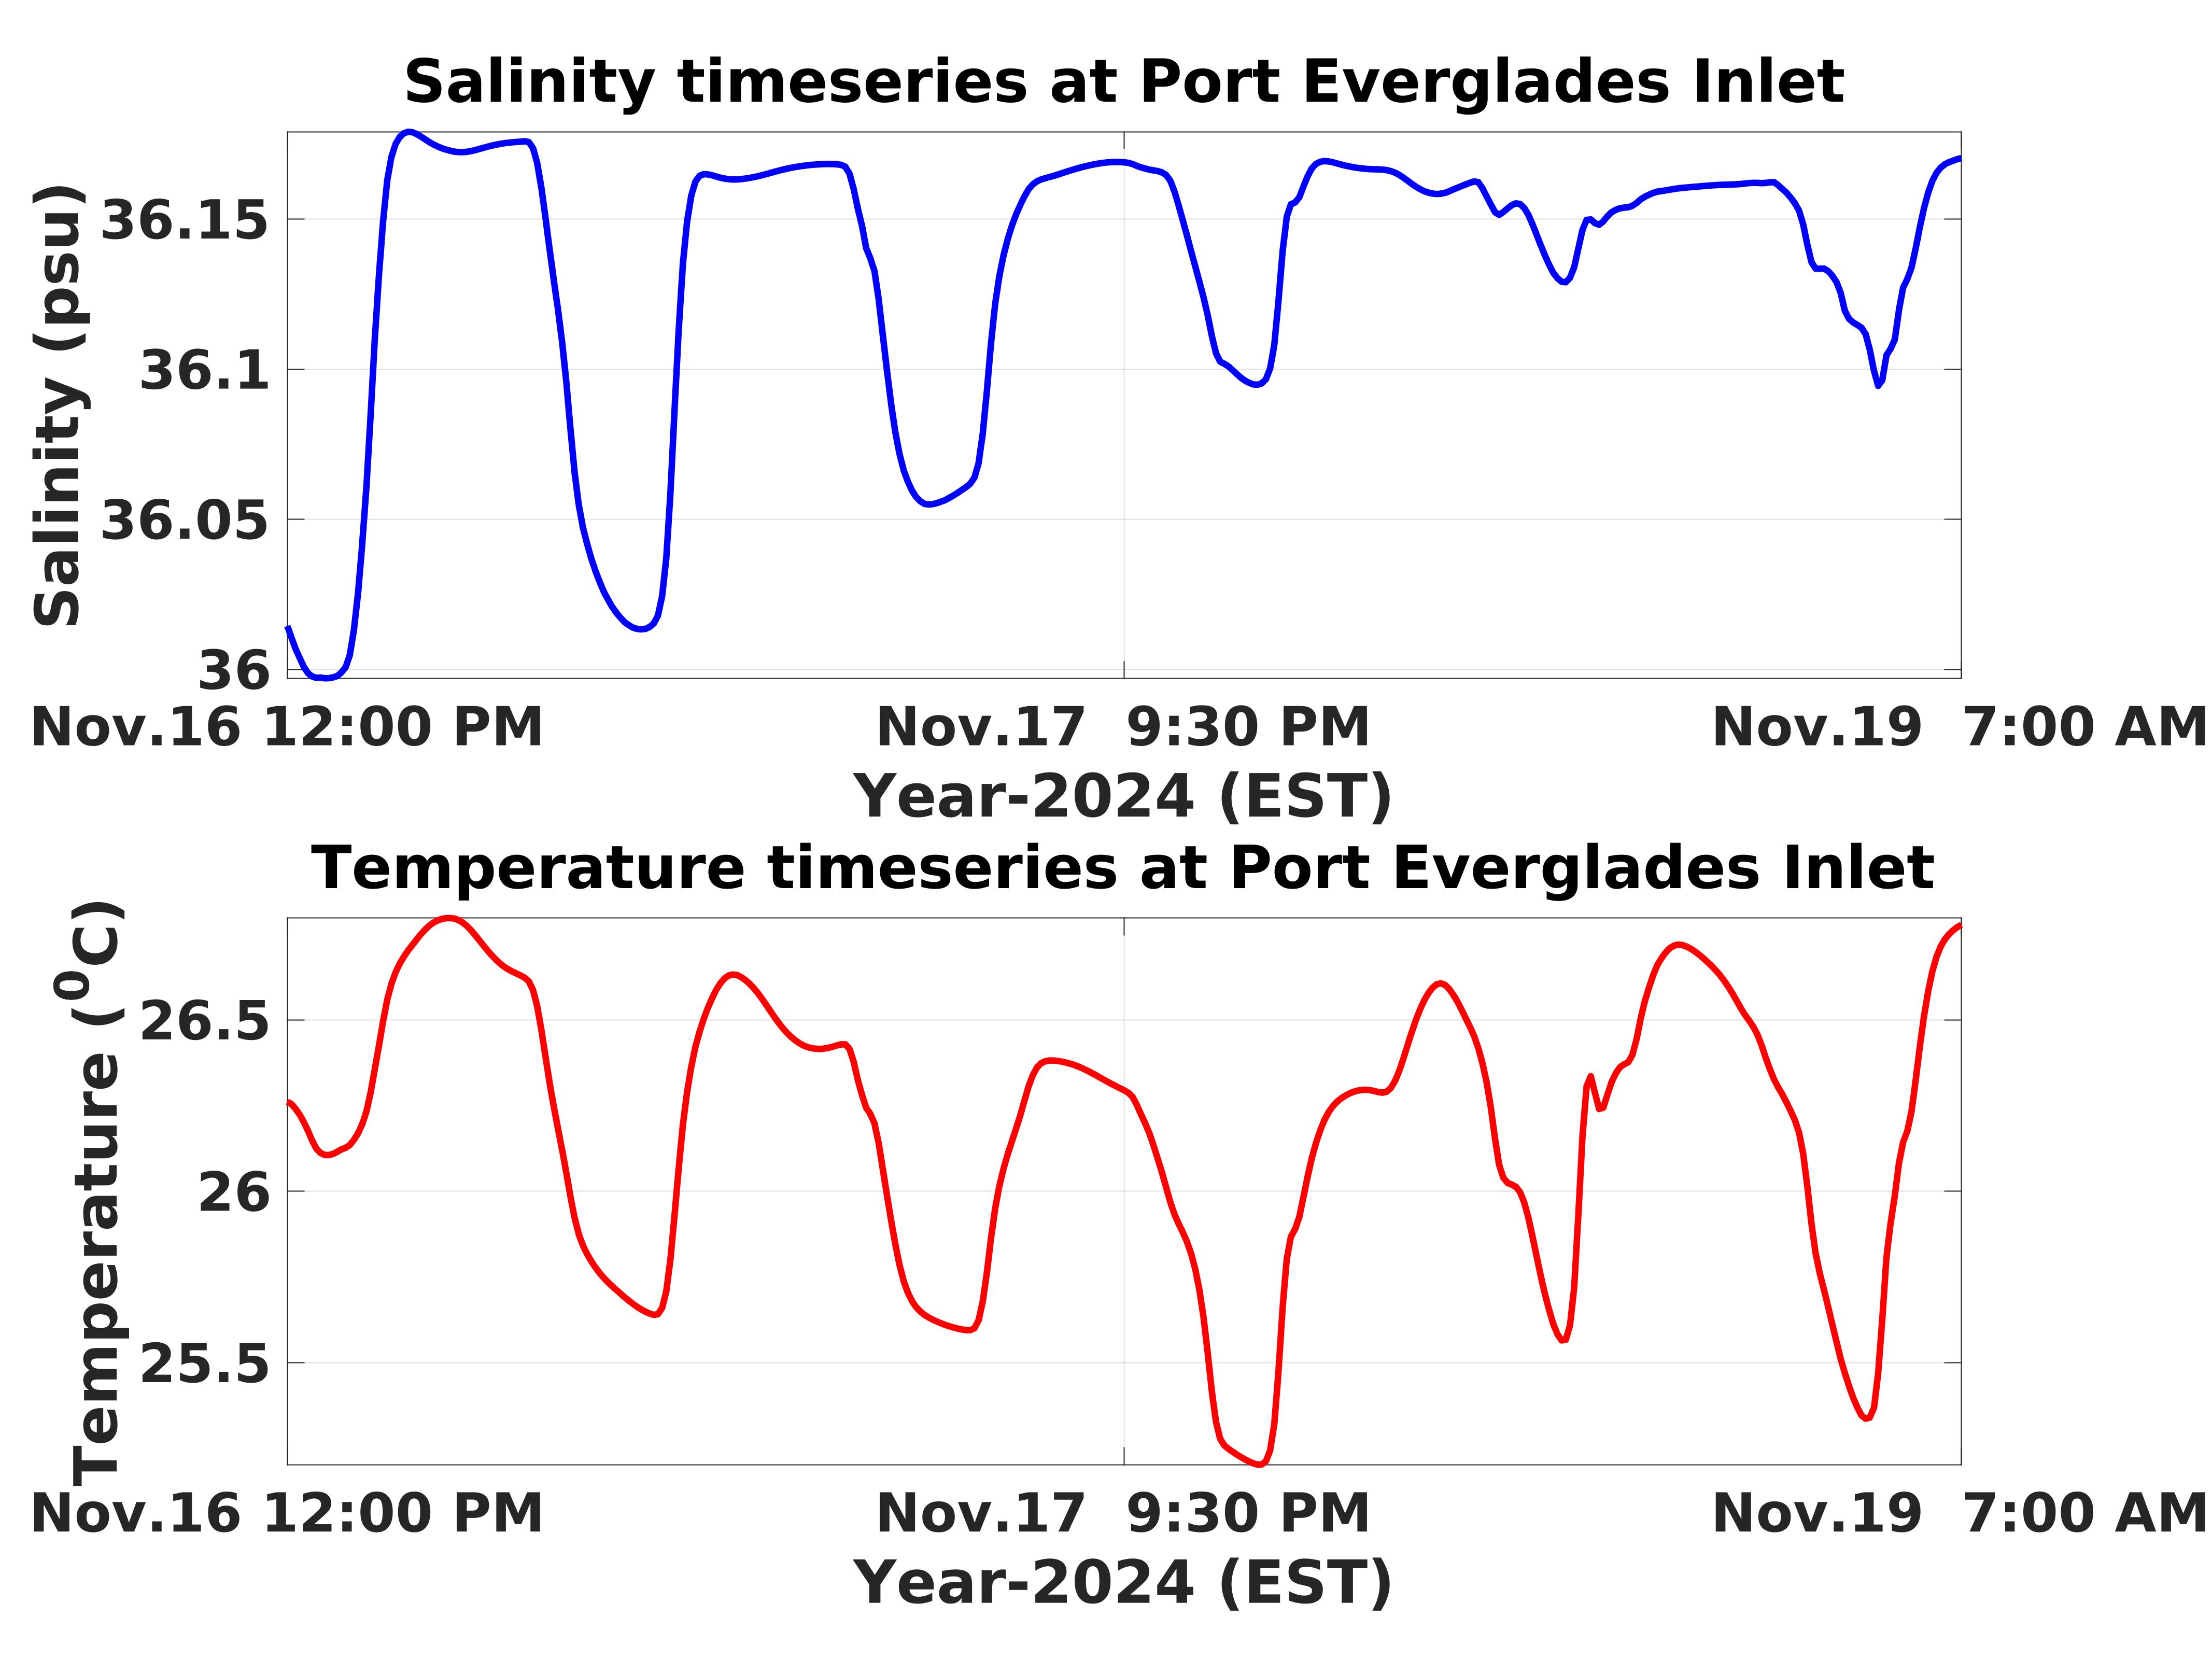 Salinity timeseries at Port Everglades Inlet
Salinity (psu)
36.15
36.1
36.05
36
Nov.16 12:00 PM Nov.17  9:30 PM Nov.19  7:00 AM
Year-2024 (EST)
Temperature timeseries at Port Everglades Inlet
Temperature (⁰C)
26.5
26
25.5
Nov.16 12:00 PM Nov.17  9:30 PM Nov.19  7:00 AM
Year-2024 (EST)